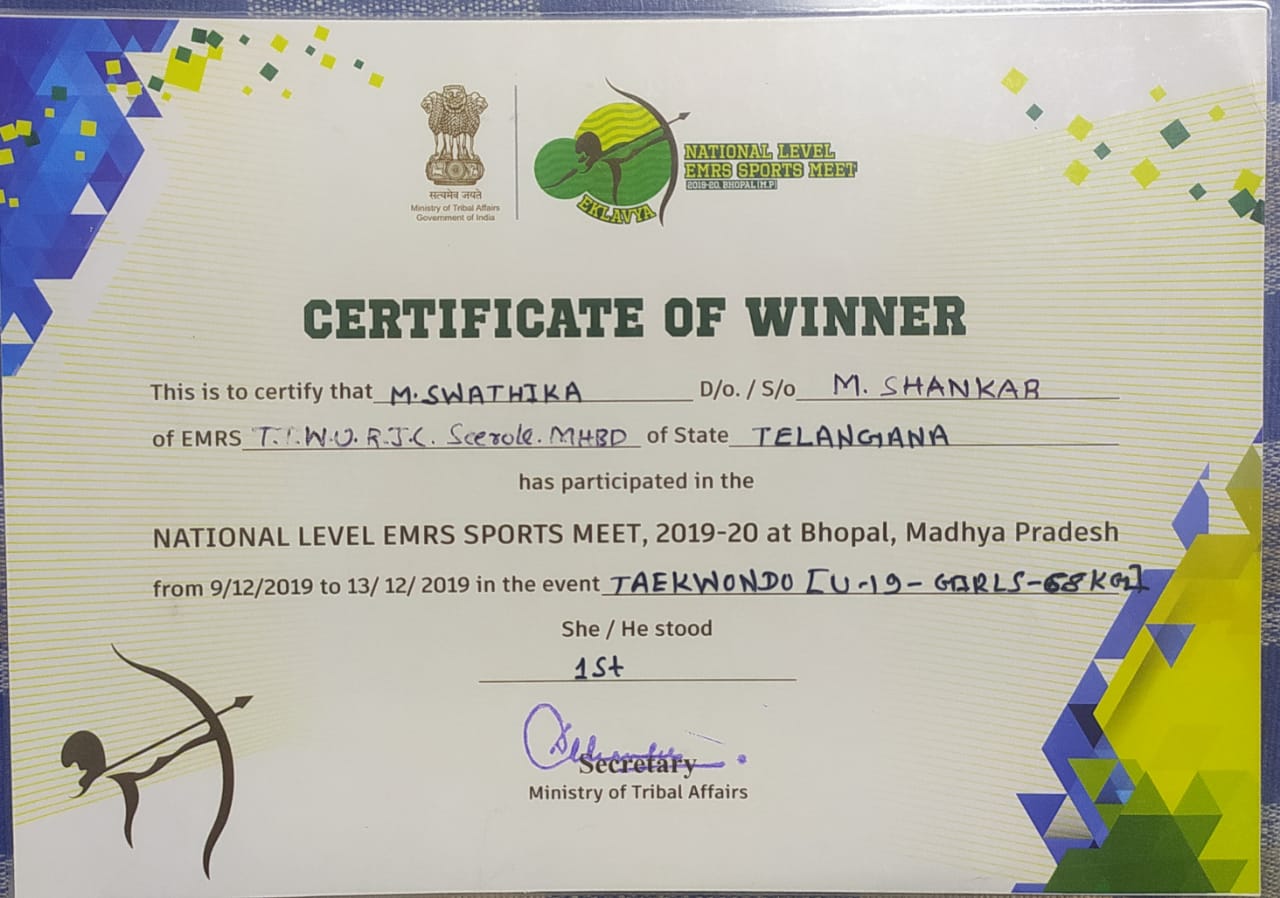 सत्यमेव जयते
Ministry of Tribal Affairs
Government of India
EKLAVYA
NATIONAL LEVEL
EMRS SPORTS MEET
2019-20, BHOPAL (M.P)
CERTIFICATE OF WINNER
This is to certify that M. SWATHIKA D/o. / S/o M. SHANKAR
of EMRS R.J.C. Seerole. MHBD of State TELANGANA
has participated in the
NATIONAL LEVEL EMRS SPORTS MEET, 2019-20 at Bhopal, Madhya Pradesh
from 9/12/2019 to 13/ 12/ 2019 in the event TAEKWONDO [U-19- GIRLS-68 KG]
She / He stood
1st
Secretary
Ministry of Tribal Affairs